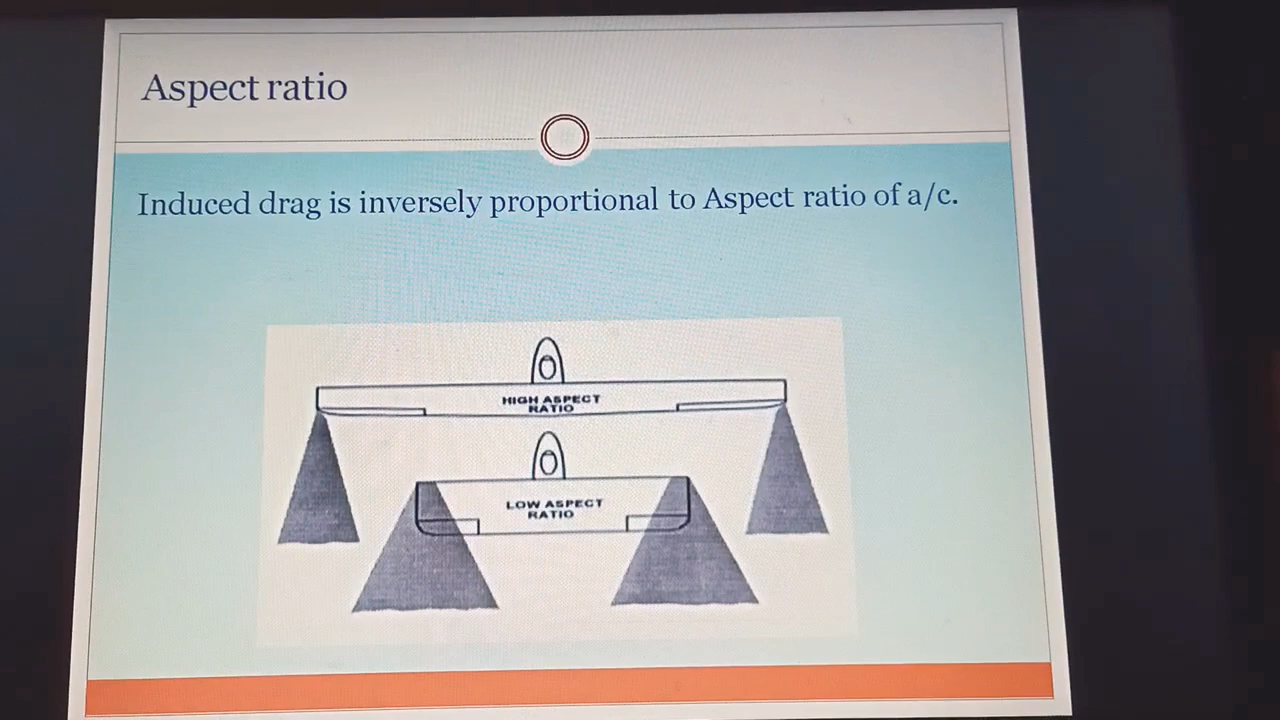 Aspect ratio
Induced drag is inversely proportional to Aspect ratio of a/c.
HIGH ASPECT
RATIO
LOW ASPECT
RATIO